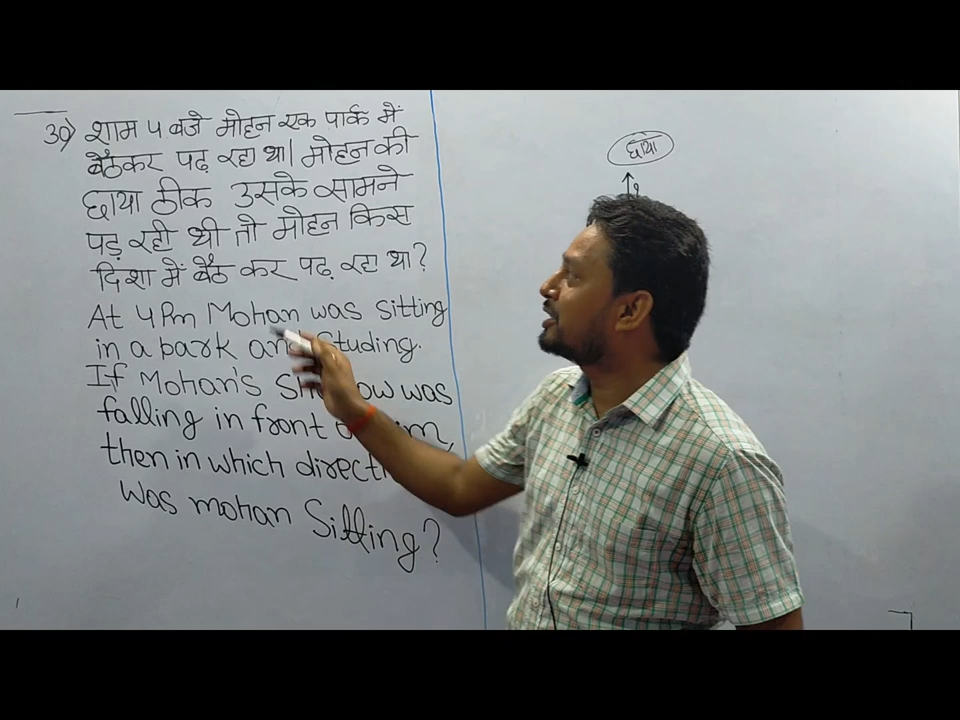 30) शाम 4 बजे मोहन एक पार्क में
बैठकर पढ़ रहा था। मोहन की
छाया ठीक उसके सामने
पड़ रही थी तो मोहन किस
दिशा में बैठ कर पढ़ रहा था?
At 4 Pm Mohan was sitting
in a park and Studing.
If Mohan's was
falling in front
then in which
was mohan Sitting?
छाया